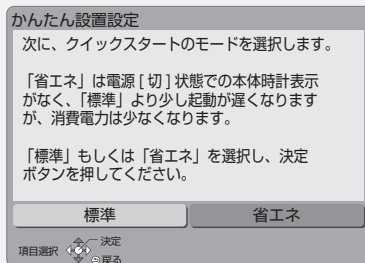 かんたん設置設定
次に、クイックスタートのモードを選択します。
「省エネ」は電源 [ 切 ] 状態での本体時計表示
がなく、「標準」より少し起動が遅くなります
が、消費電力は少なくなります。
「標準」もしくは「省エネ」を選択し、決定
ボタンを押してください。
標準
省エネ
項目選択
決定
戻る